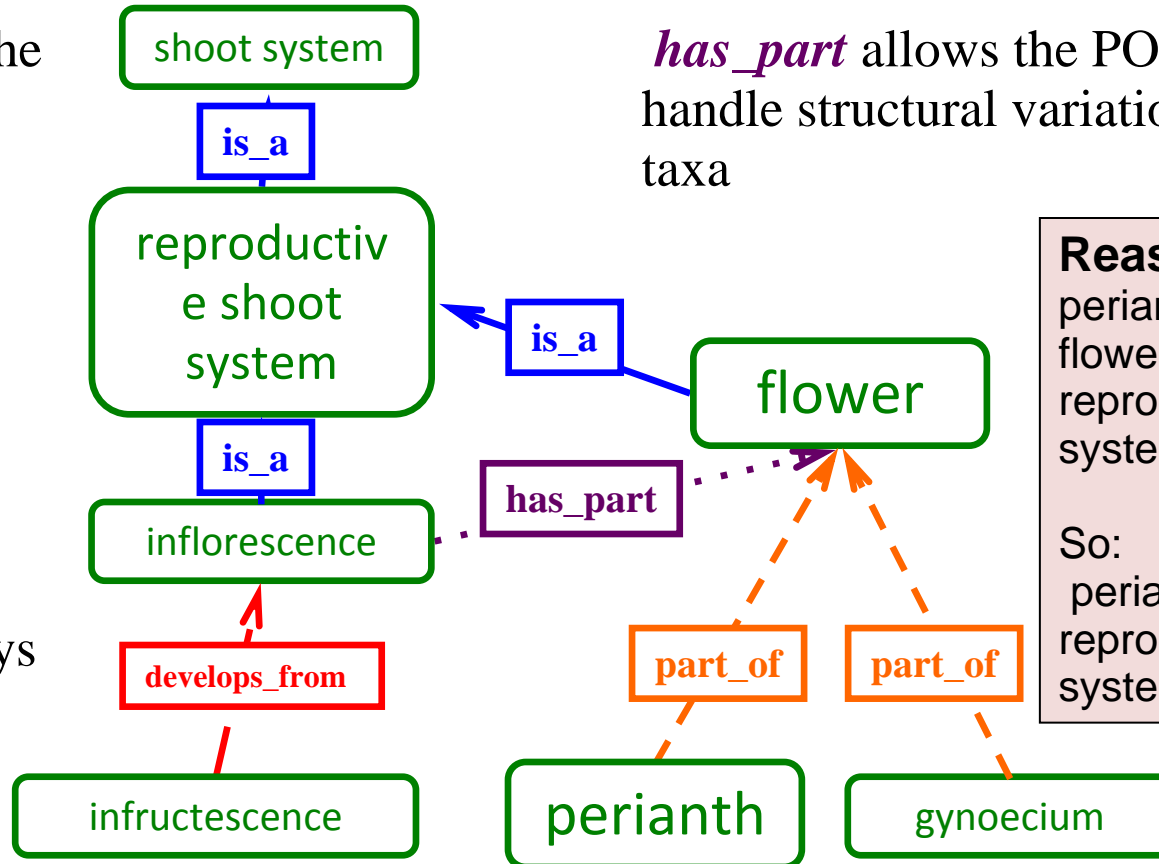 he
shoot system
has_part allows the PO
handle structural variatio
taxa
is_a
reproductiv
e shoot
system
is_a
flower
is_a
has_part
inflorescence
ys
develops_from
part_of
part_of
infructescence
perianth
gynoecium
Reas
perian
flowe
repro
syste
So:
peria
repro
syste